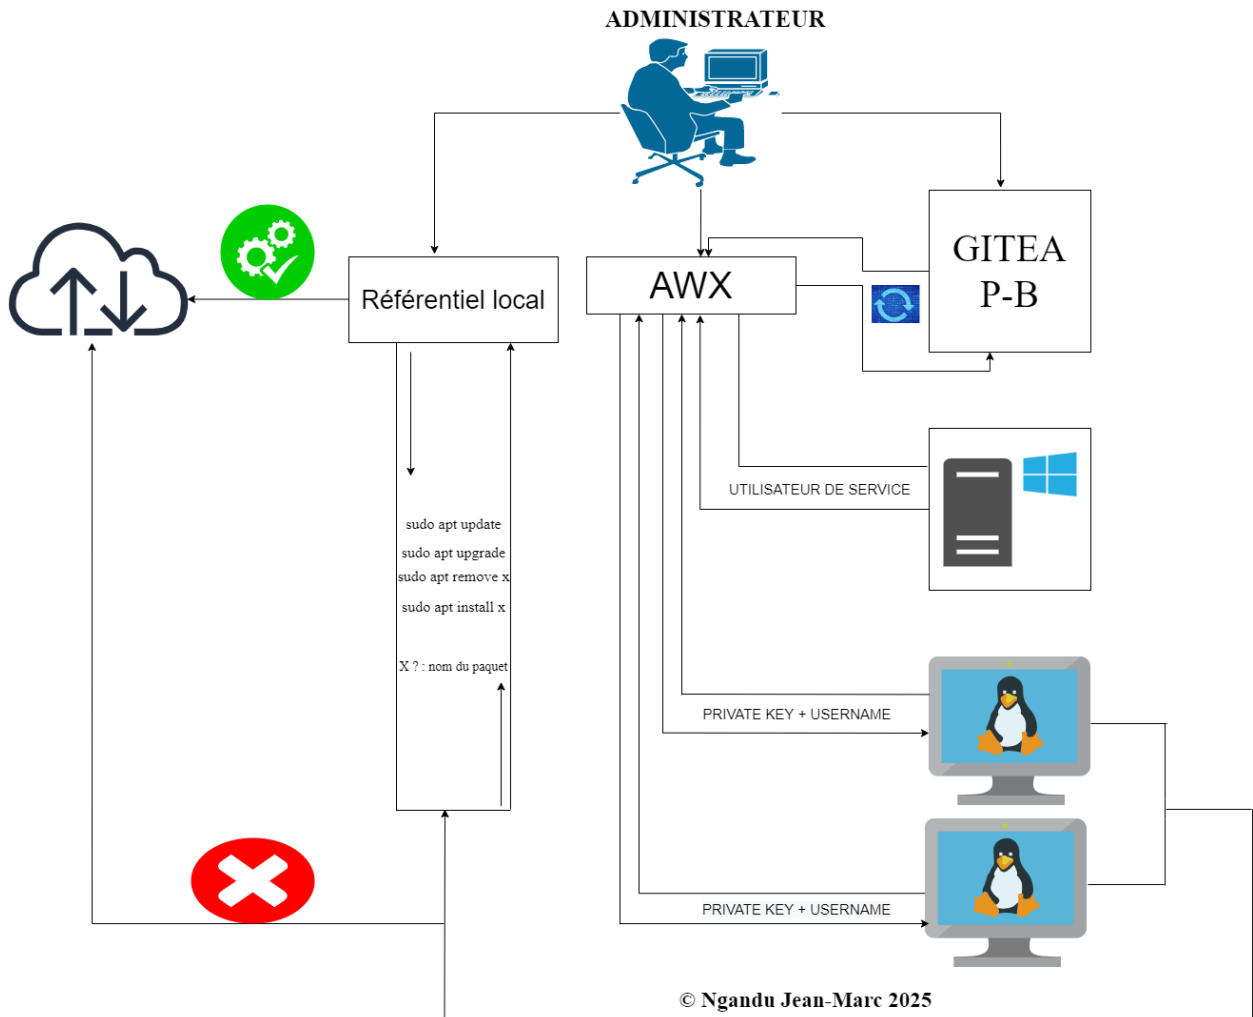 ADMINISTRATEUR
GITEA
P-B
Référentiel local
AWX
UTILISATEUR DE SERVICE
sudo apt update
sudo apt upgrade
sudo apt remove x
sudo apt install x
X ? : nom du paquet
PRIVATE KEY + USERNAME
PRIVATE KEY + USERNAME
© Ngandu Jean-Marc 2025